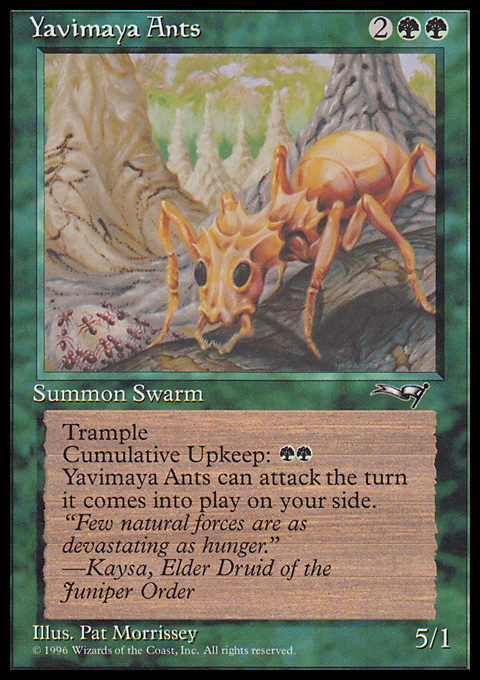 Yavimaya Ants
2
Summon Swarm
Trample
Cumulative Upkeep:
Yavimaya Ants can attack the turn
it comes into play on your side.
“Few natural forces are as
devastating as hunger.”
—Kaysa, Elder Druid of the
Juniper Order
Illus. Pat Morrissey
5/1
© 1996 Wizards of the Coast, Inc. All rights reserved.